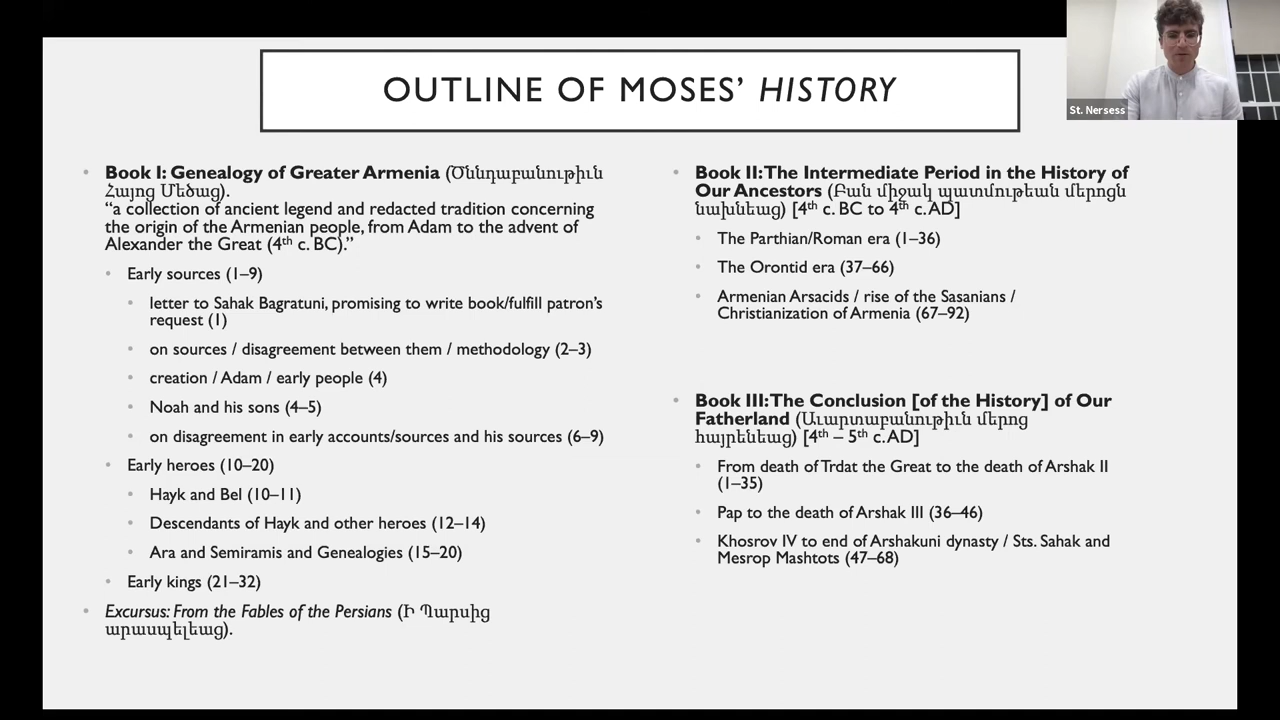 OUTLINE OF MOSES’ HISTORY
St. Nersess
Book I: Genealogy of Greater Armenia (Ծննդաբանութիւն
Հայոց Մեծաց).
“a collection of ancient legend and redacted tradition concerning
the origin of the Armenian people, from Adam to the advent of
Alexander the Great (4th c. BC).”
Early sources (1–9)
letter to Sahak Bagratuni, promising to write book/fulfill patron’s
request (1)
on sources / disagreement between them / methodology (2–3)
creation / Adam / early people (4)
Noah and his sons (4–5)
on disagreement in early accounts/sources and his sources (6–9)
Early heroes (10–20)
Hayk and Bel (10–11)
Descendants of Hayk and other heroes (12–14)
Ara and Semiramis and Genealogies (15–20)
Early kings (21–32)
Excursus: From the Fables of the Persians (Ի Պարսից
արասպելեաց).
Book II: The Intermediate Period in the History of
Our Ancestors (Բան միջակ պատմութեան մերոցն
նախնեաց) [4th c. BC to 4th c. AD]
The Parthian/Roman era (1–36)
The Orontid era (37–66)
Armenian Arsacids / rise of the Sasanians /
Christianization of Armenia (67–92)
Book III: The Conclusion [of the History] of Our
Fatherland (Աւարտաբանութիւն մերոց
հայրենեաց) [4th – 5th c. AD]
From death of Trdat the Great to the death of Arshak II
(1–35)
Pap to the death of Arshak III (36–46)
Khosrov IV to end of Arshakuni dynasty / Sts. Sahak and
Mesrop Mashtots (47–68)